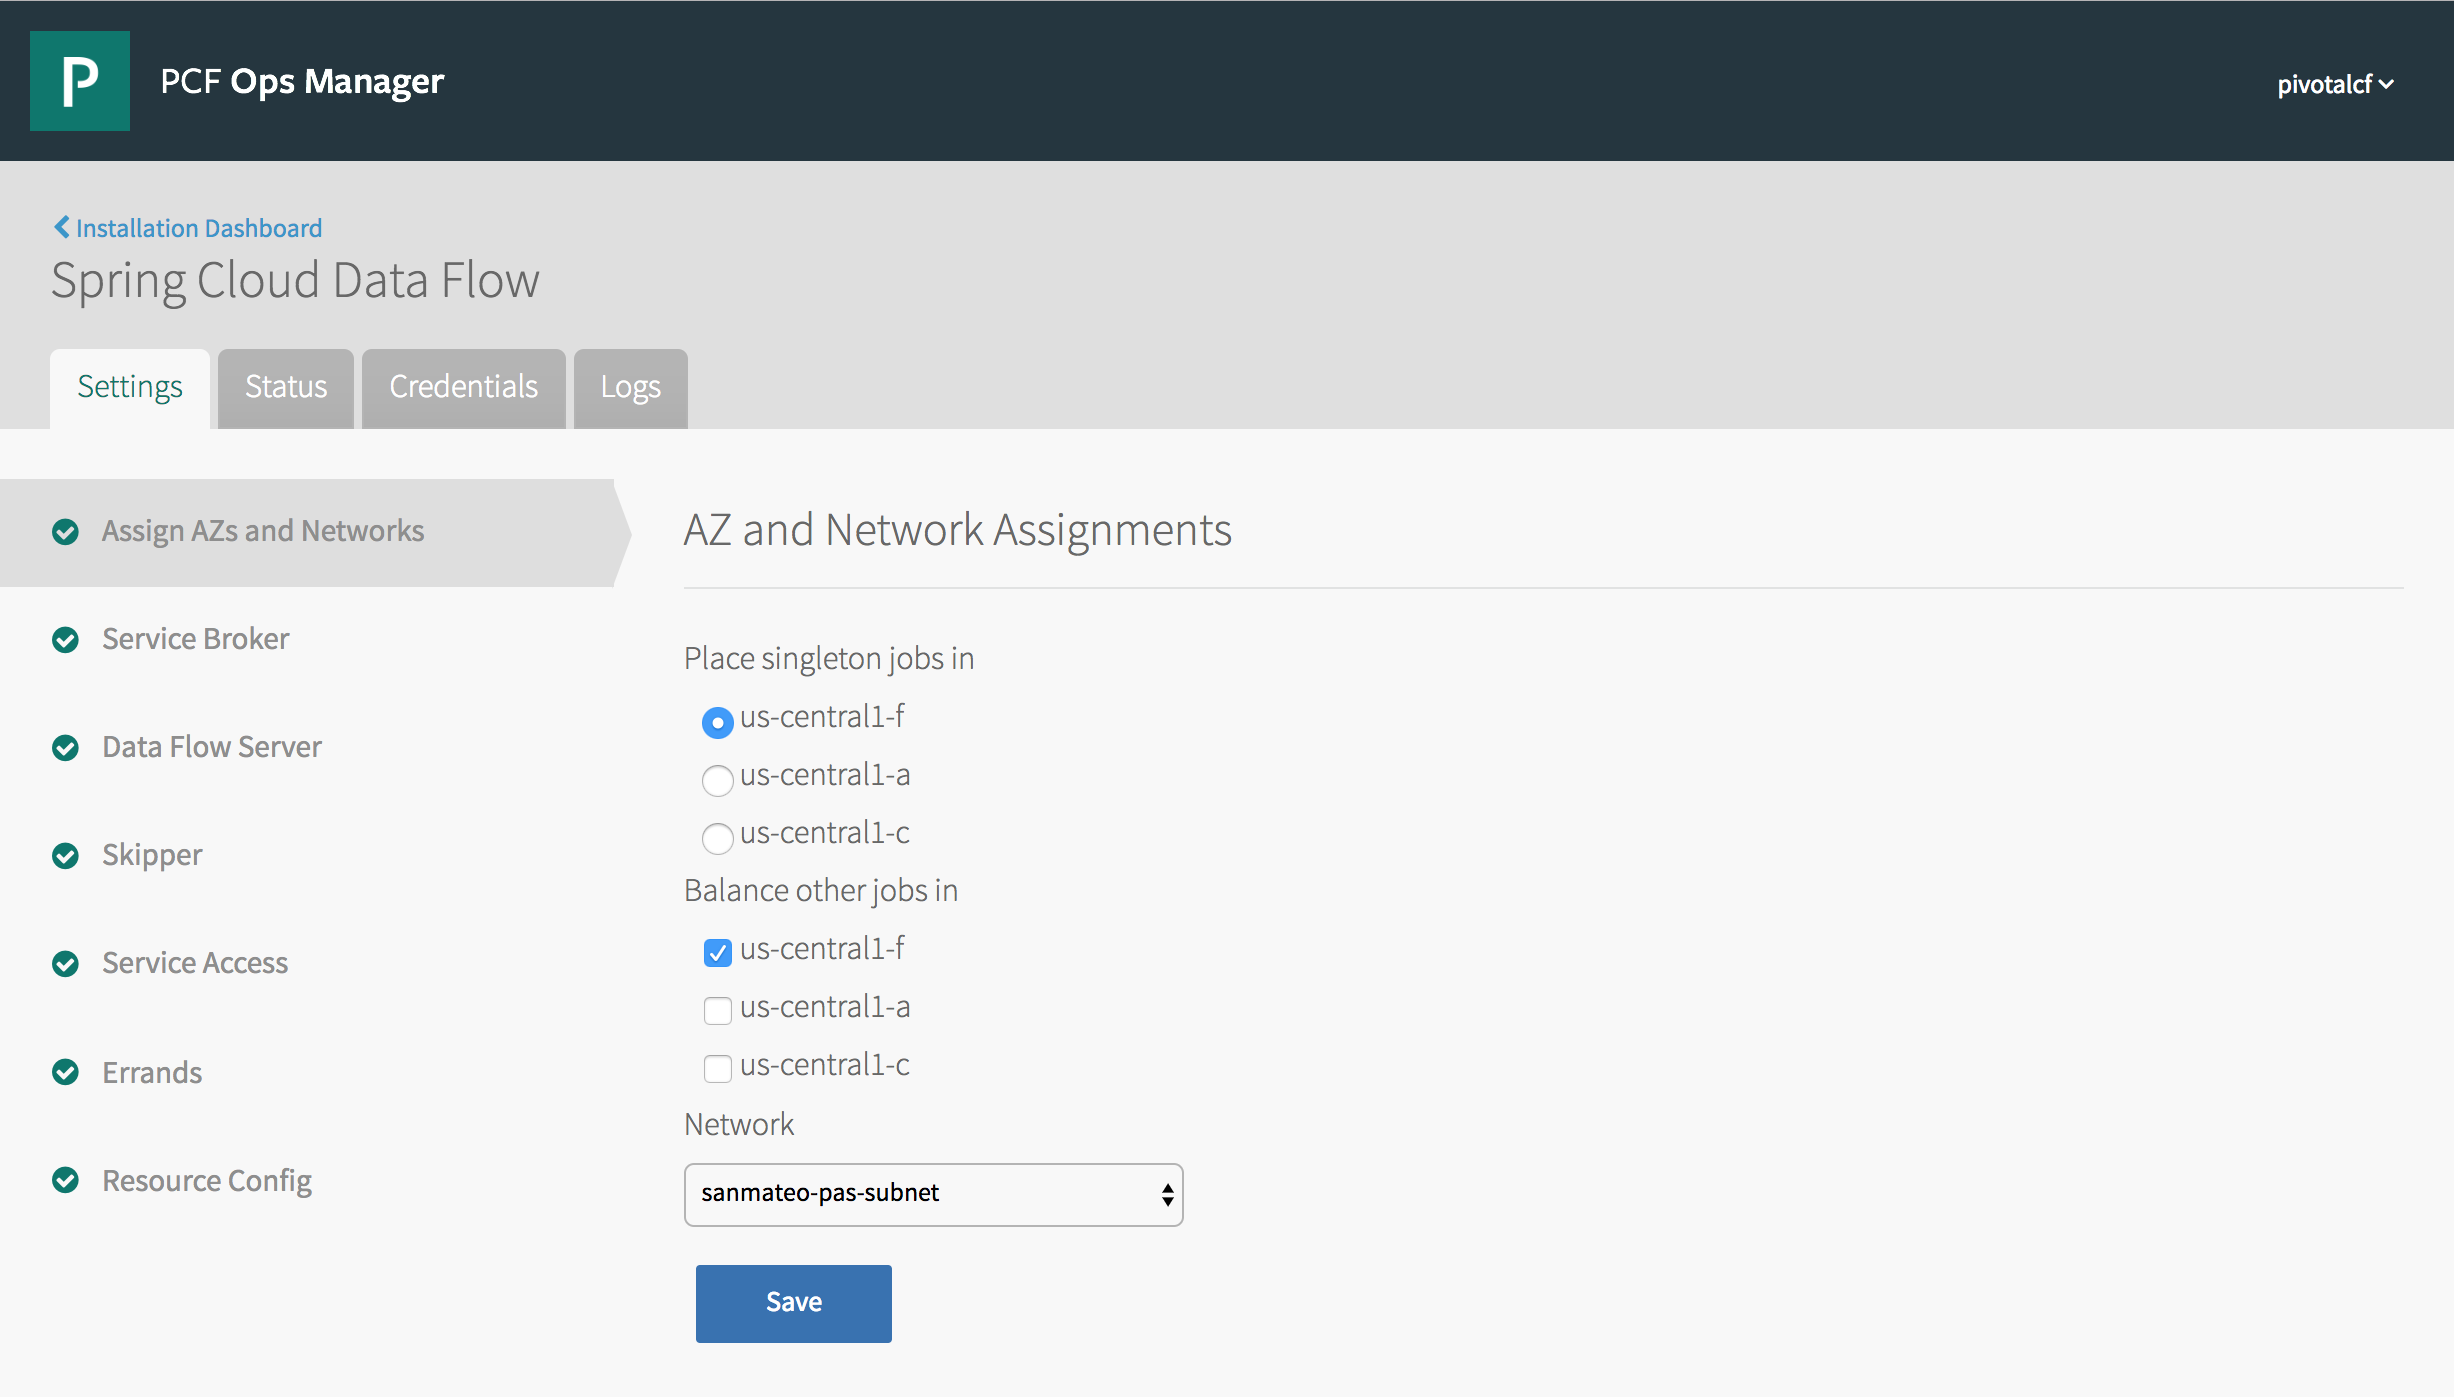 P
PCF Ops Manager
pivotalcf
Installation Dashboard
Spring Cloud Data Flow
Settings
Status
Credentials
Logs
Assign AZs and Networks
Service Broker
Data Flow Server
Skipper
Service Access
Errands
Resource Config
AZ and Network Assignments
Place singleton jobs in
us-central1-f
us-central1-a
us-central1-c
Balance other jobs in
us-central1-f
us-central1-a
us-central1-c
Network
sanmateo-pas-subnet
Save